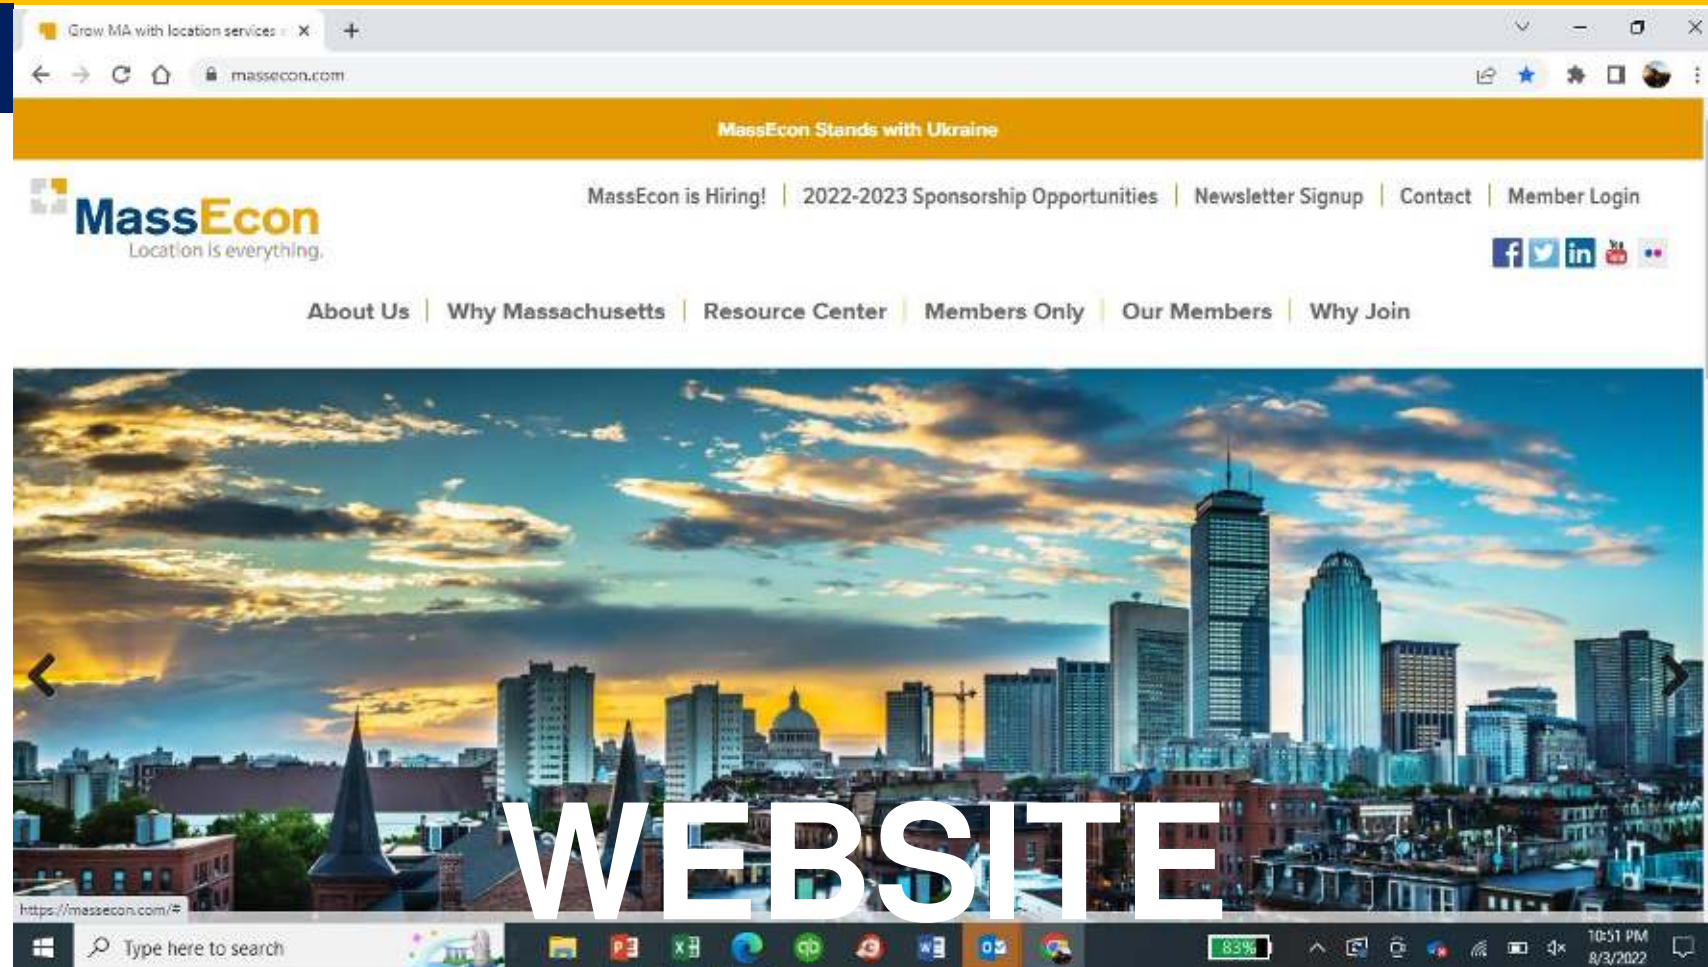 Grow MA with location services
massecon.com
MassEcon Stands with Ukraine
MassEcon is Hiring! | 2022-2023 Sponsorship Opportunities | Newsletter Signup | Contact | Member Login
MassEcon
Location is everything.
About Us | Why Massachusetts | Resource Center | Members Only | Our Members | Why Join
WEBSITE
https://massecon.com/#
Type here to search
83%
10:51 PM
8/3/2022